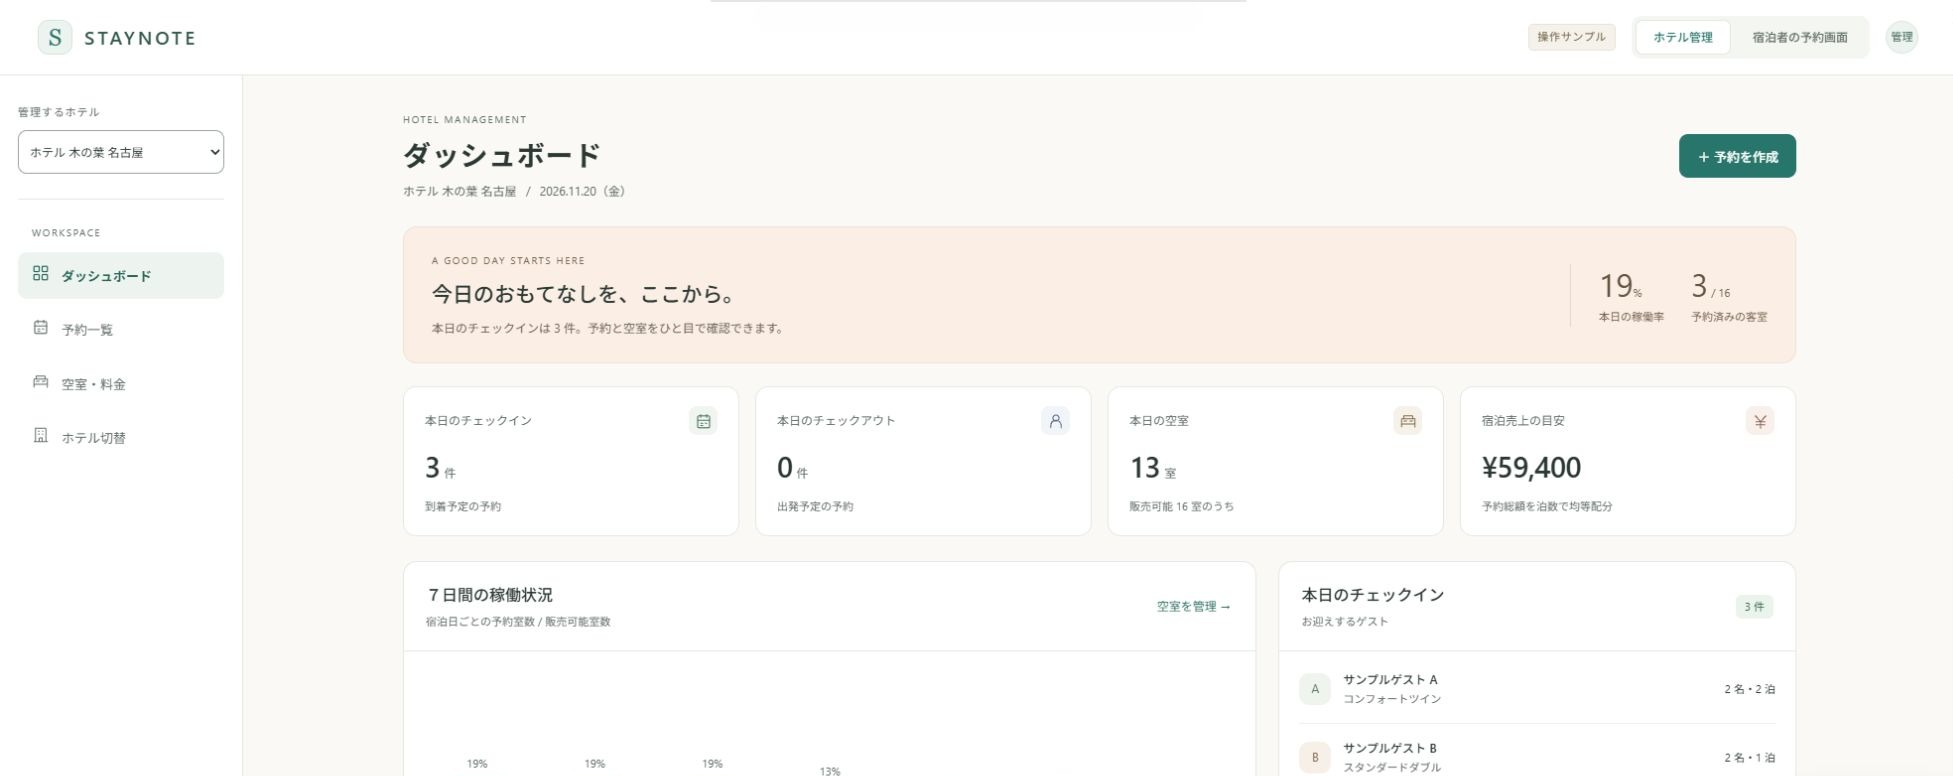 S STAYNOTE
操作サンプル
ホテル管理
宿泊者の予約画面
管理
管理するホテル
ホテル 木の葉 名古屋
WORKSPACE
ダッシュボード
予約一覧
空室・料金
ホテル切替
HOTEL MANAGEMENT
ダッシュボード
ホテル 木の葉 名古屋 / 2026.11.20（金）
＋ 予約を作成
A GOOD DAY STARTS HERE
今日のおもてなしを、ここから。
本日のチェックインは 3 件。予約と空室をひと目で確認できます。
19%
本日の稼働率
3 / 16
予約済みの客室
本日のチェックイン
3 件
到着予定の予約
本日のチェックアウト
0 件
出発予定の予約
本日の空室
13 室
販売可能 16 室のうち
宿泊売上の目安
¥
¥59,400
予約総額を泊数で均等配分
７日間の稼働状況
宿泊日ごとの予約室数 / 販売可能室数
空室を管理 →
19%
19%
19%
13%
本日のチェックイン
お迎えするゲスト
3 件
A
サンプルゲスト A
コンフォートツイン
2 名・2 泊
B
サンプルゲスト B
スタンダードダブル
2 名・1 泊